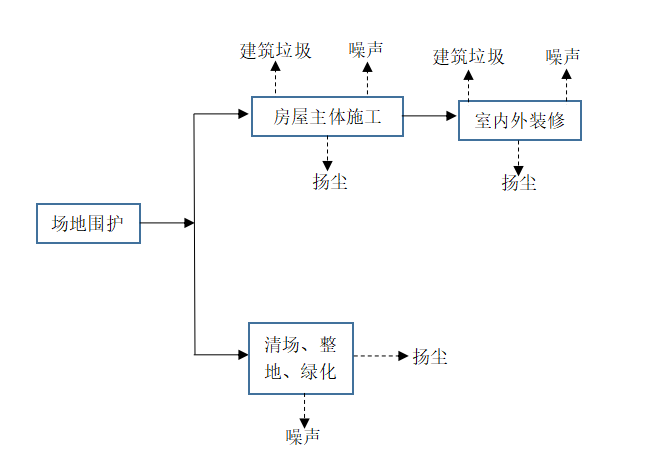 建筑垃圾
噪声
建筑垃圾
噪声
房屋主体施工
室内外装修
扬尘
扬尘
场地围护
清场、整
地、绿化
扬尘
噪声